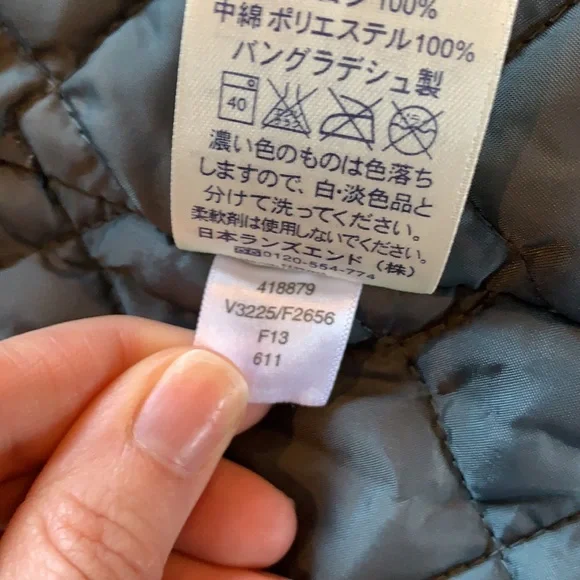 100%
中綿 ポリエステル100%
バングラデシュ製
40
濃い色のものは色落ち
しますので、白・淡色品と
分けて洗ってください。
柔軟剤は使用しないでください。
日本ランズエンド(株)
0120-554-774
418879
V3225/F2656
F13
611